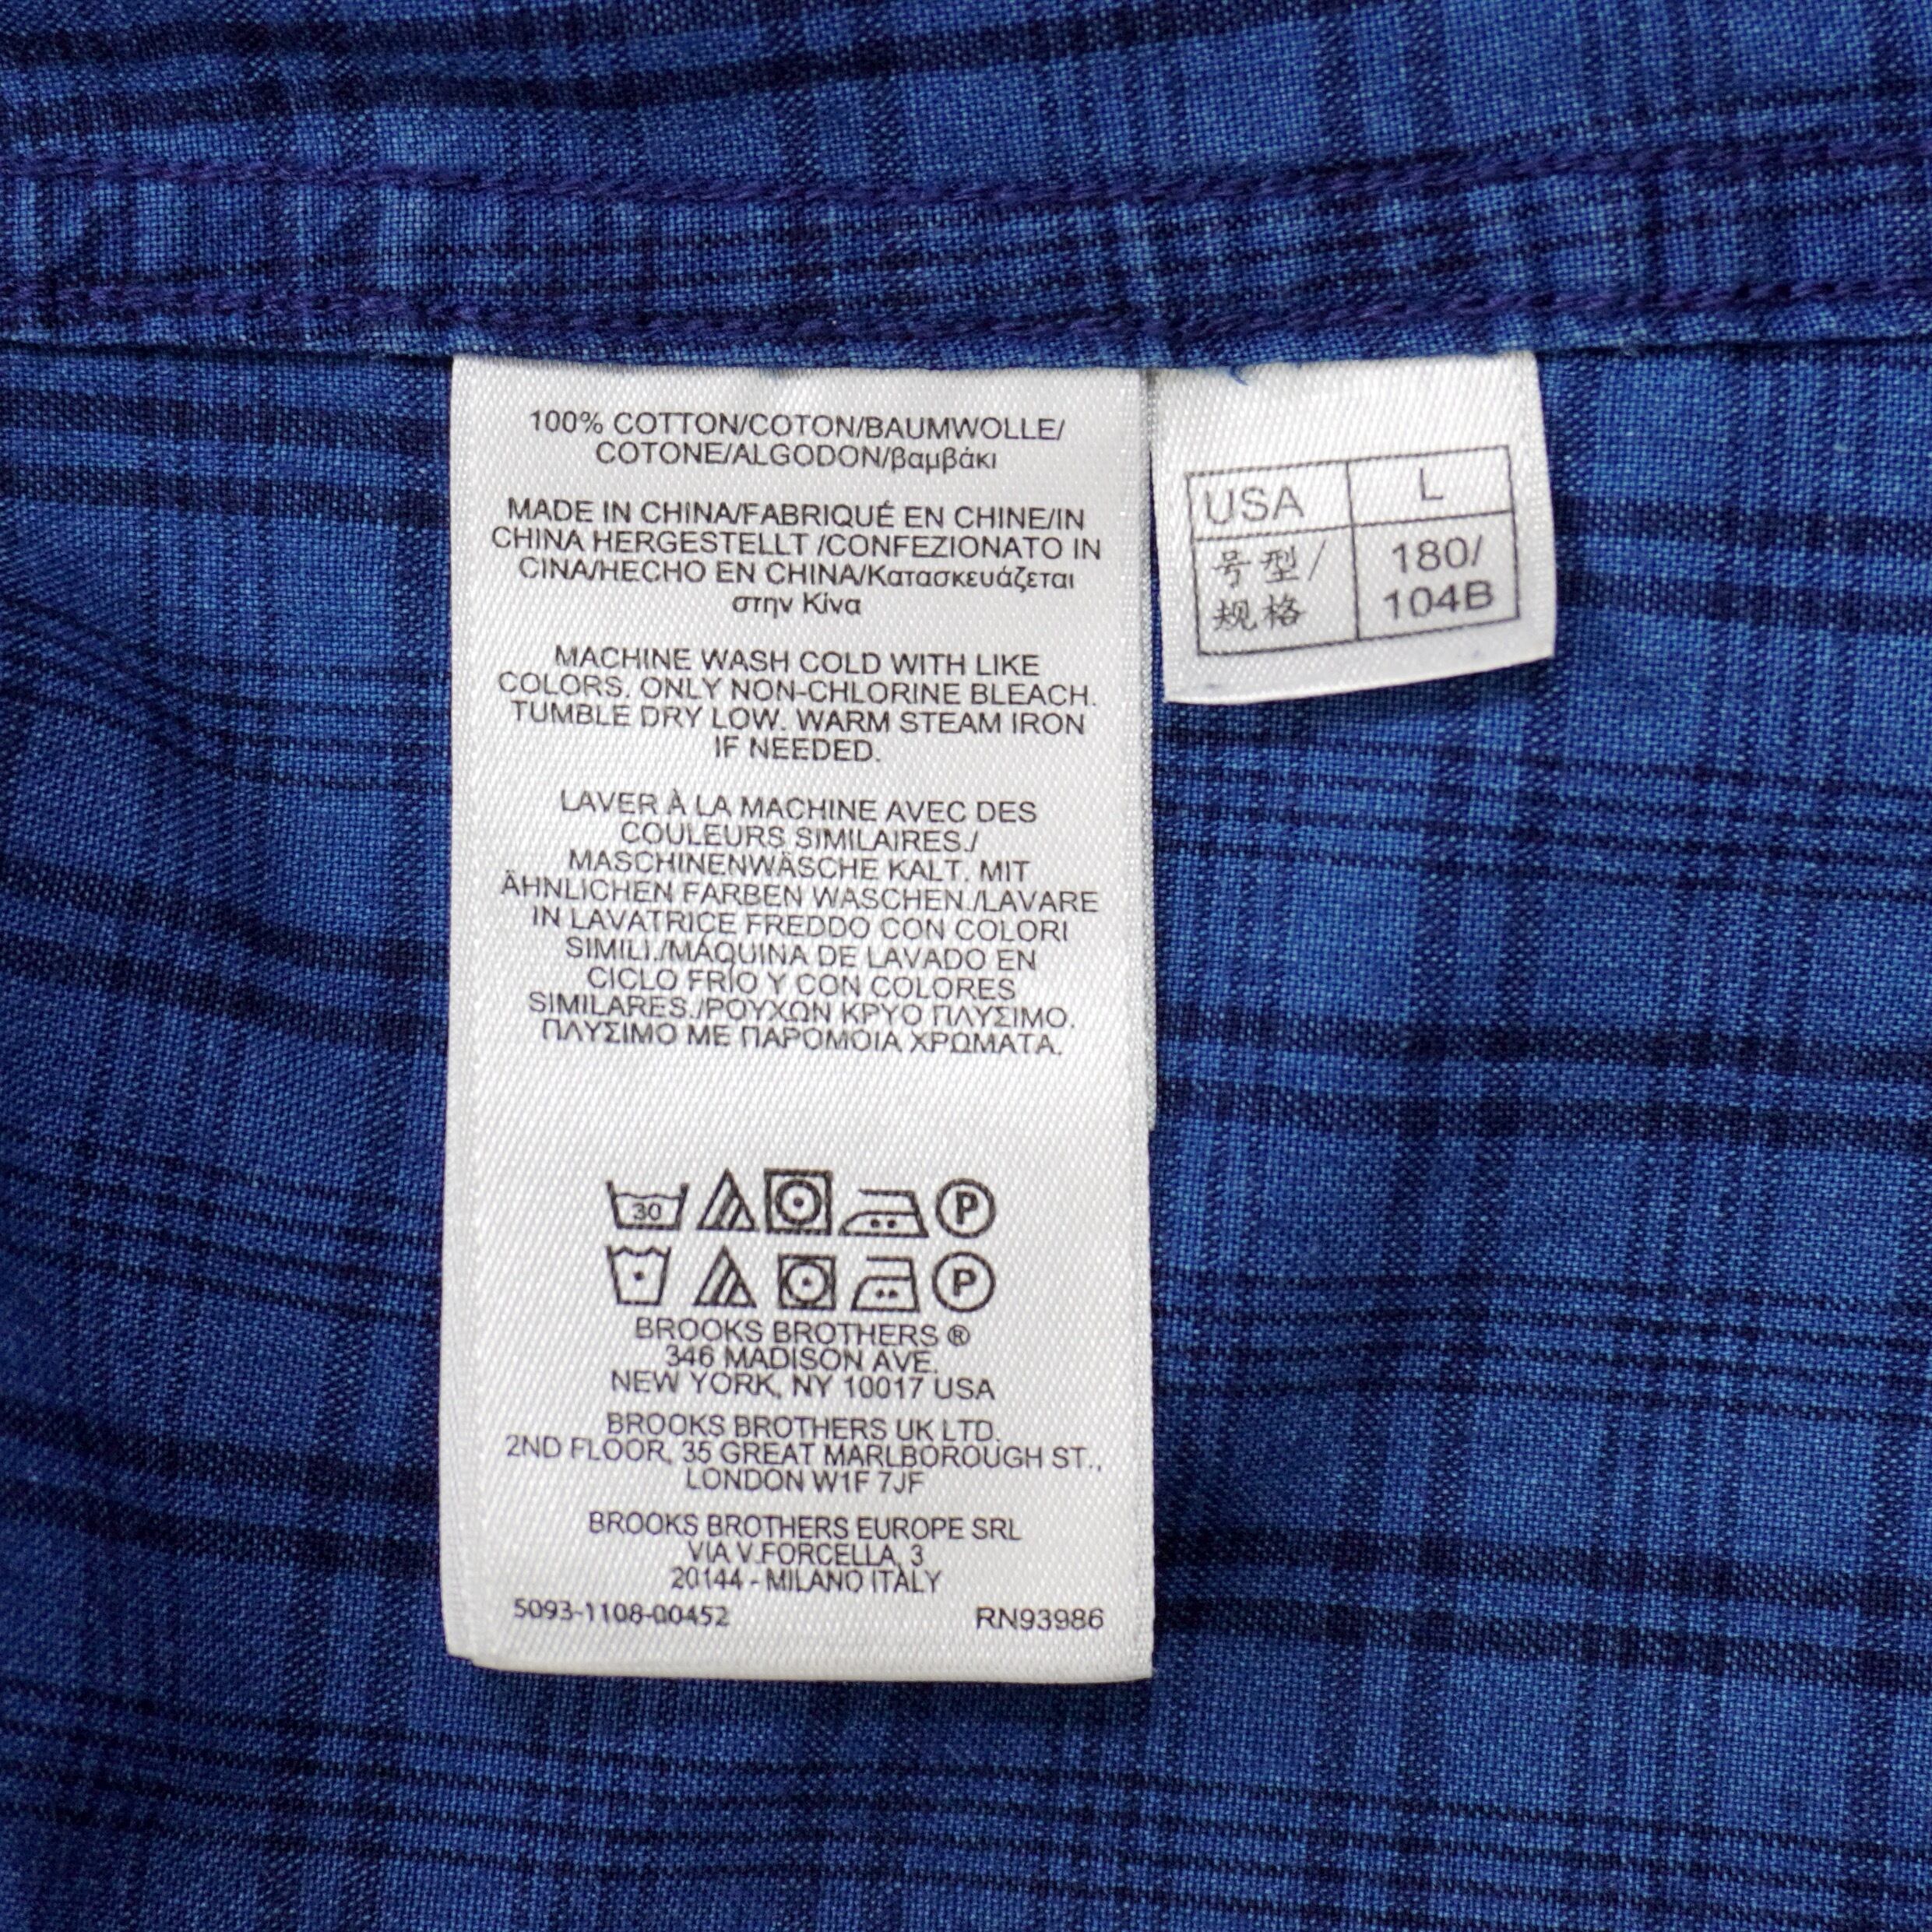 100% COTTON/COTON/BAUMWOLLE/
COTONE/ALGODON/βαμβάκι
MADE IN CHINA/FABRIQUÉ EN CHINE/IN
CHINA HERGESTELLT /CONFEZIONATO IN
CINA/HECHO EN CHINA/Κατασκευάζεται
στην Κίνα
MACHINE WASH COLD WITH LIKE
COLORS. ONLY NON-CHLORINE BLEACH.
TUMBLE DRY LOW. WARM STEAM IRON
IF NEEDED.
LAVER À LA MACHINE AVEC DES
COULEURS SIMILAIRES./
MASCHINENWÄSCHE KALT. MIT
ÄHNLICHEN FARBEN WASCHEN./LAVARE
IN LAVATRICE FREDDO CON COLORI
SIMILI./MÁQUINA DE LAVADO EN
CICLO FRÍO Y CON COLORES
SIMILARES./ΡΟΥΧΩΝ ΚΡΥΟ ΠΛΥΣΙΜΟ.
ΠΛΥΣΙΜΟ ΜΕ ΠΑΡΟΜΟΙΑ ΧΡΩΜΑΤΑ.
30 P
P
BROOKS BROTHERS ®
346 MADISON AVE.
NEW YORK, NY 10017 USA
BROOKS BROTHERS UK LTD.
2ND FLOOR, 35 GREAT MARLBOROUGH ST.,
LONDON W1F 7JF
BROOKS BROTHERS EUROPE SRL
VIA V.FORCELLA, 3
20144 - MILANO ITALY
5093-1108-00452 RN93986
USA L
号型/ 180/
规格 104B